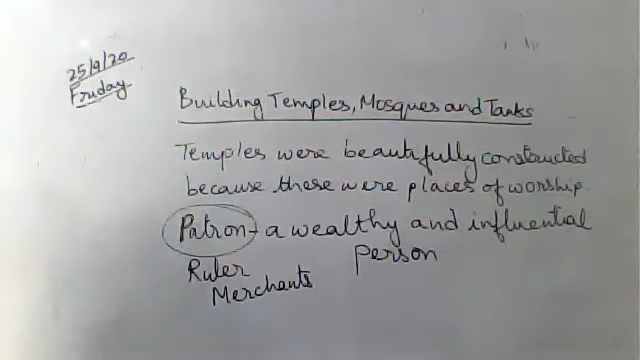 25/9/20
Friday
Building Temples, Mosques and Tanks
Temples were beautifully constructed
because these were places of worship.
Patron - a wealthy and influential
person
Ruler
Merchants